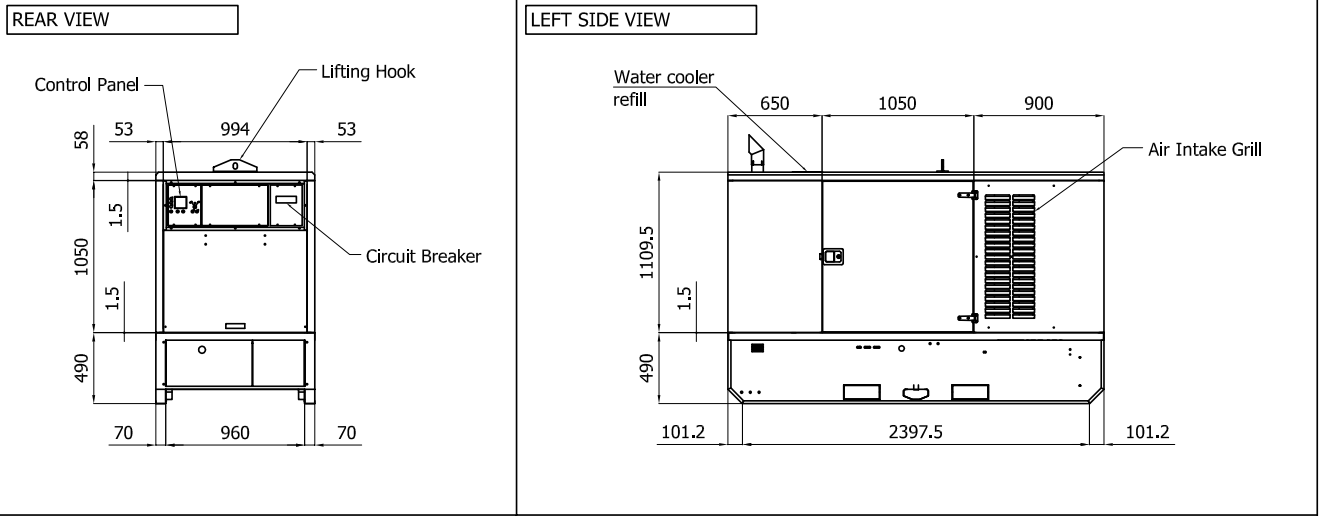 REAR VIEW
Control Panel
Lifting Hook
53
994
53
58
1.5
1050
1.5
Circuit Breaker
490
70
960
70
LEFT SIDE VIEW
Water cooler
refill
650
1050
900
Air Intake Grill
1109.5
1.5
490
101.2
2397.5
101.2